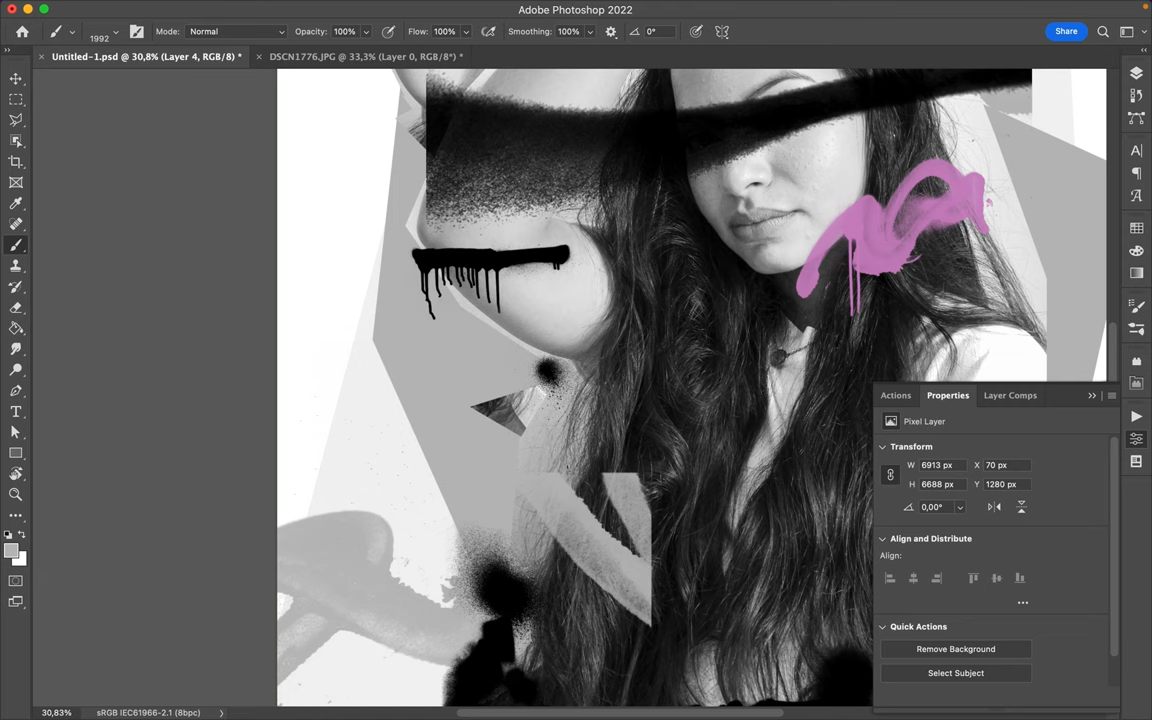 Adobe Photoshop 2022
1992 Mode: Normal Opacity: 100% Flow: 100% Smoothing: 100% 0° Share
Untitled-1.psd @ 30,8% (Layer 4, RGB/8) * DSCN1776.JPG @ 33,3% (Layer 0, RGB/8*) *
Actions Properties Layer Comps
Pixel Layer
Transform
W 6913 px X 70 px
H 6688 px Y 1280 px
0,00°
Align and Distribute
Align:
Quick Actions
Remove Background
Select Subject
30,83% sRGB IEC61966-2.1 (8bpc)